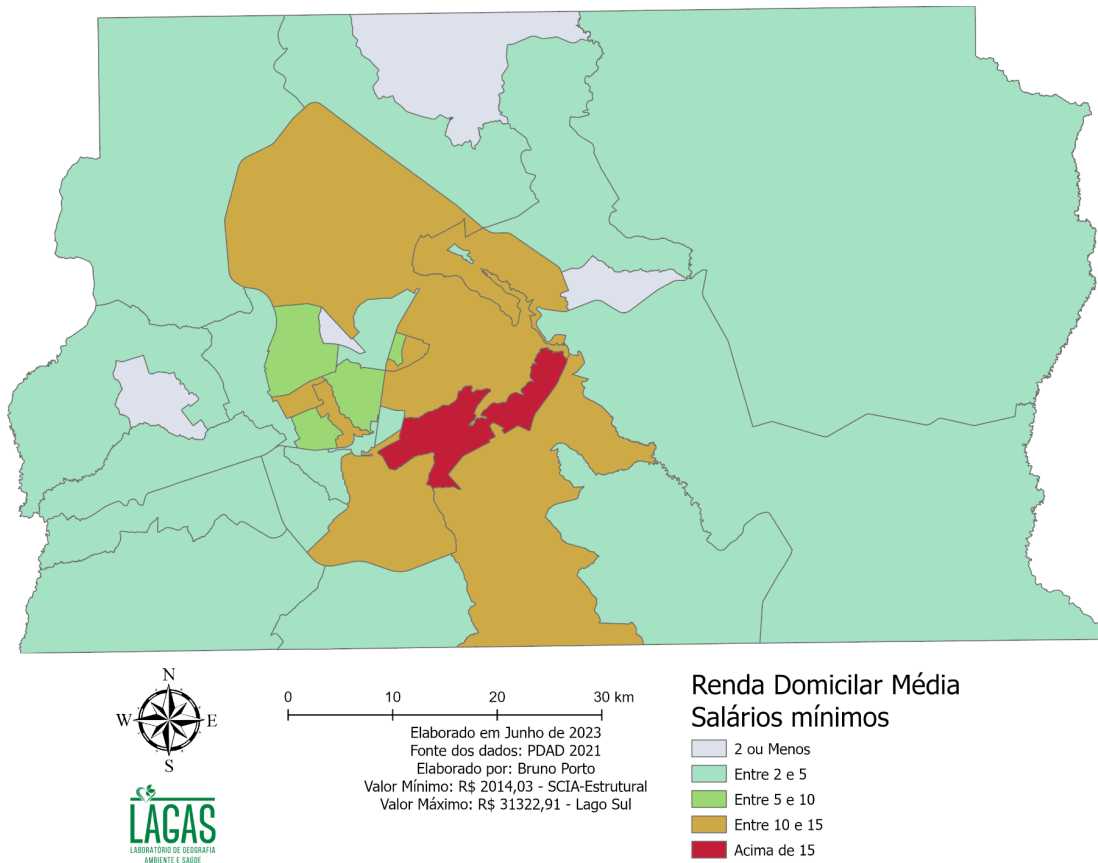 N
W
E
S
0 10 20 30 km
Elaborado em Junho de 2023
Fonte dos dados: PDAD 2021
Elaborado por: Bruno Porto
Valor Mínimo: R$ 2014,03 - SCIA-Estrutural
Valor Máximo: R$ 31322,91 - Lago Sul
LAGAS
LABORATÓRIO DE GEOGRAFIA
AMBIENTE E SAÚDE
Renda Domicilar Média
Salários mínimos
2 ou Menos
Entre 2 e 5
Entre 5 e 10
Entre 10 e 15
Acima de 15